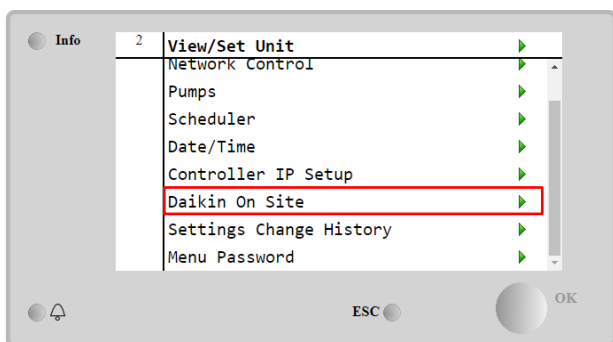 Info
2
View/Set Unit
Network Control
Pumps
Scheduler
Date/Time
Controller IP Setup
Daikin On Site
Settings Change History
Menu Password
ESC
OK